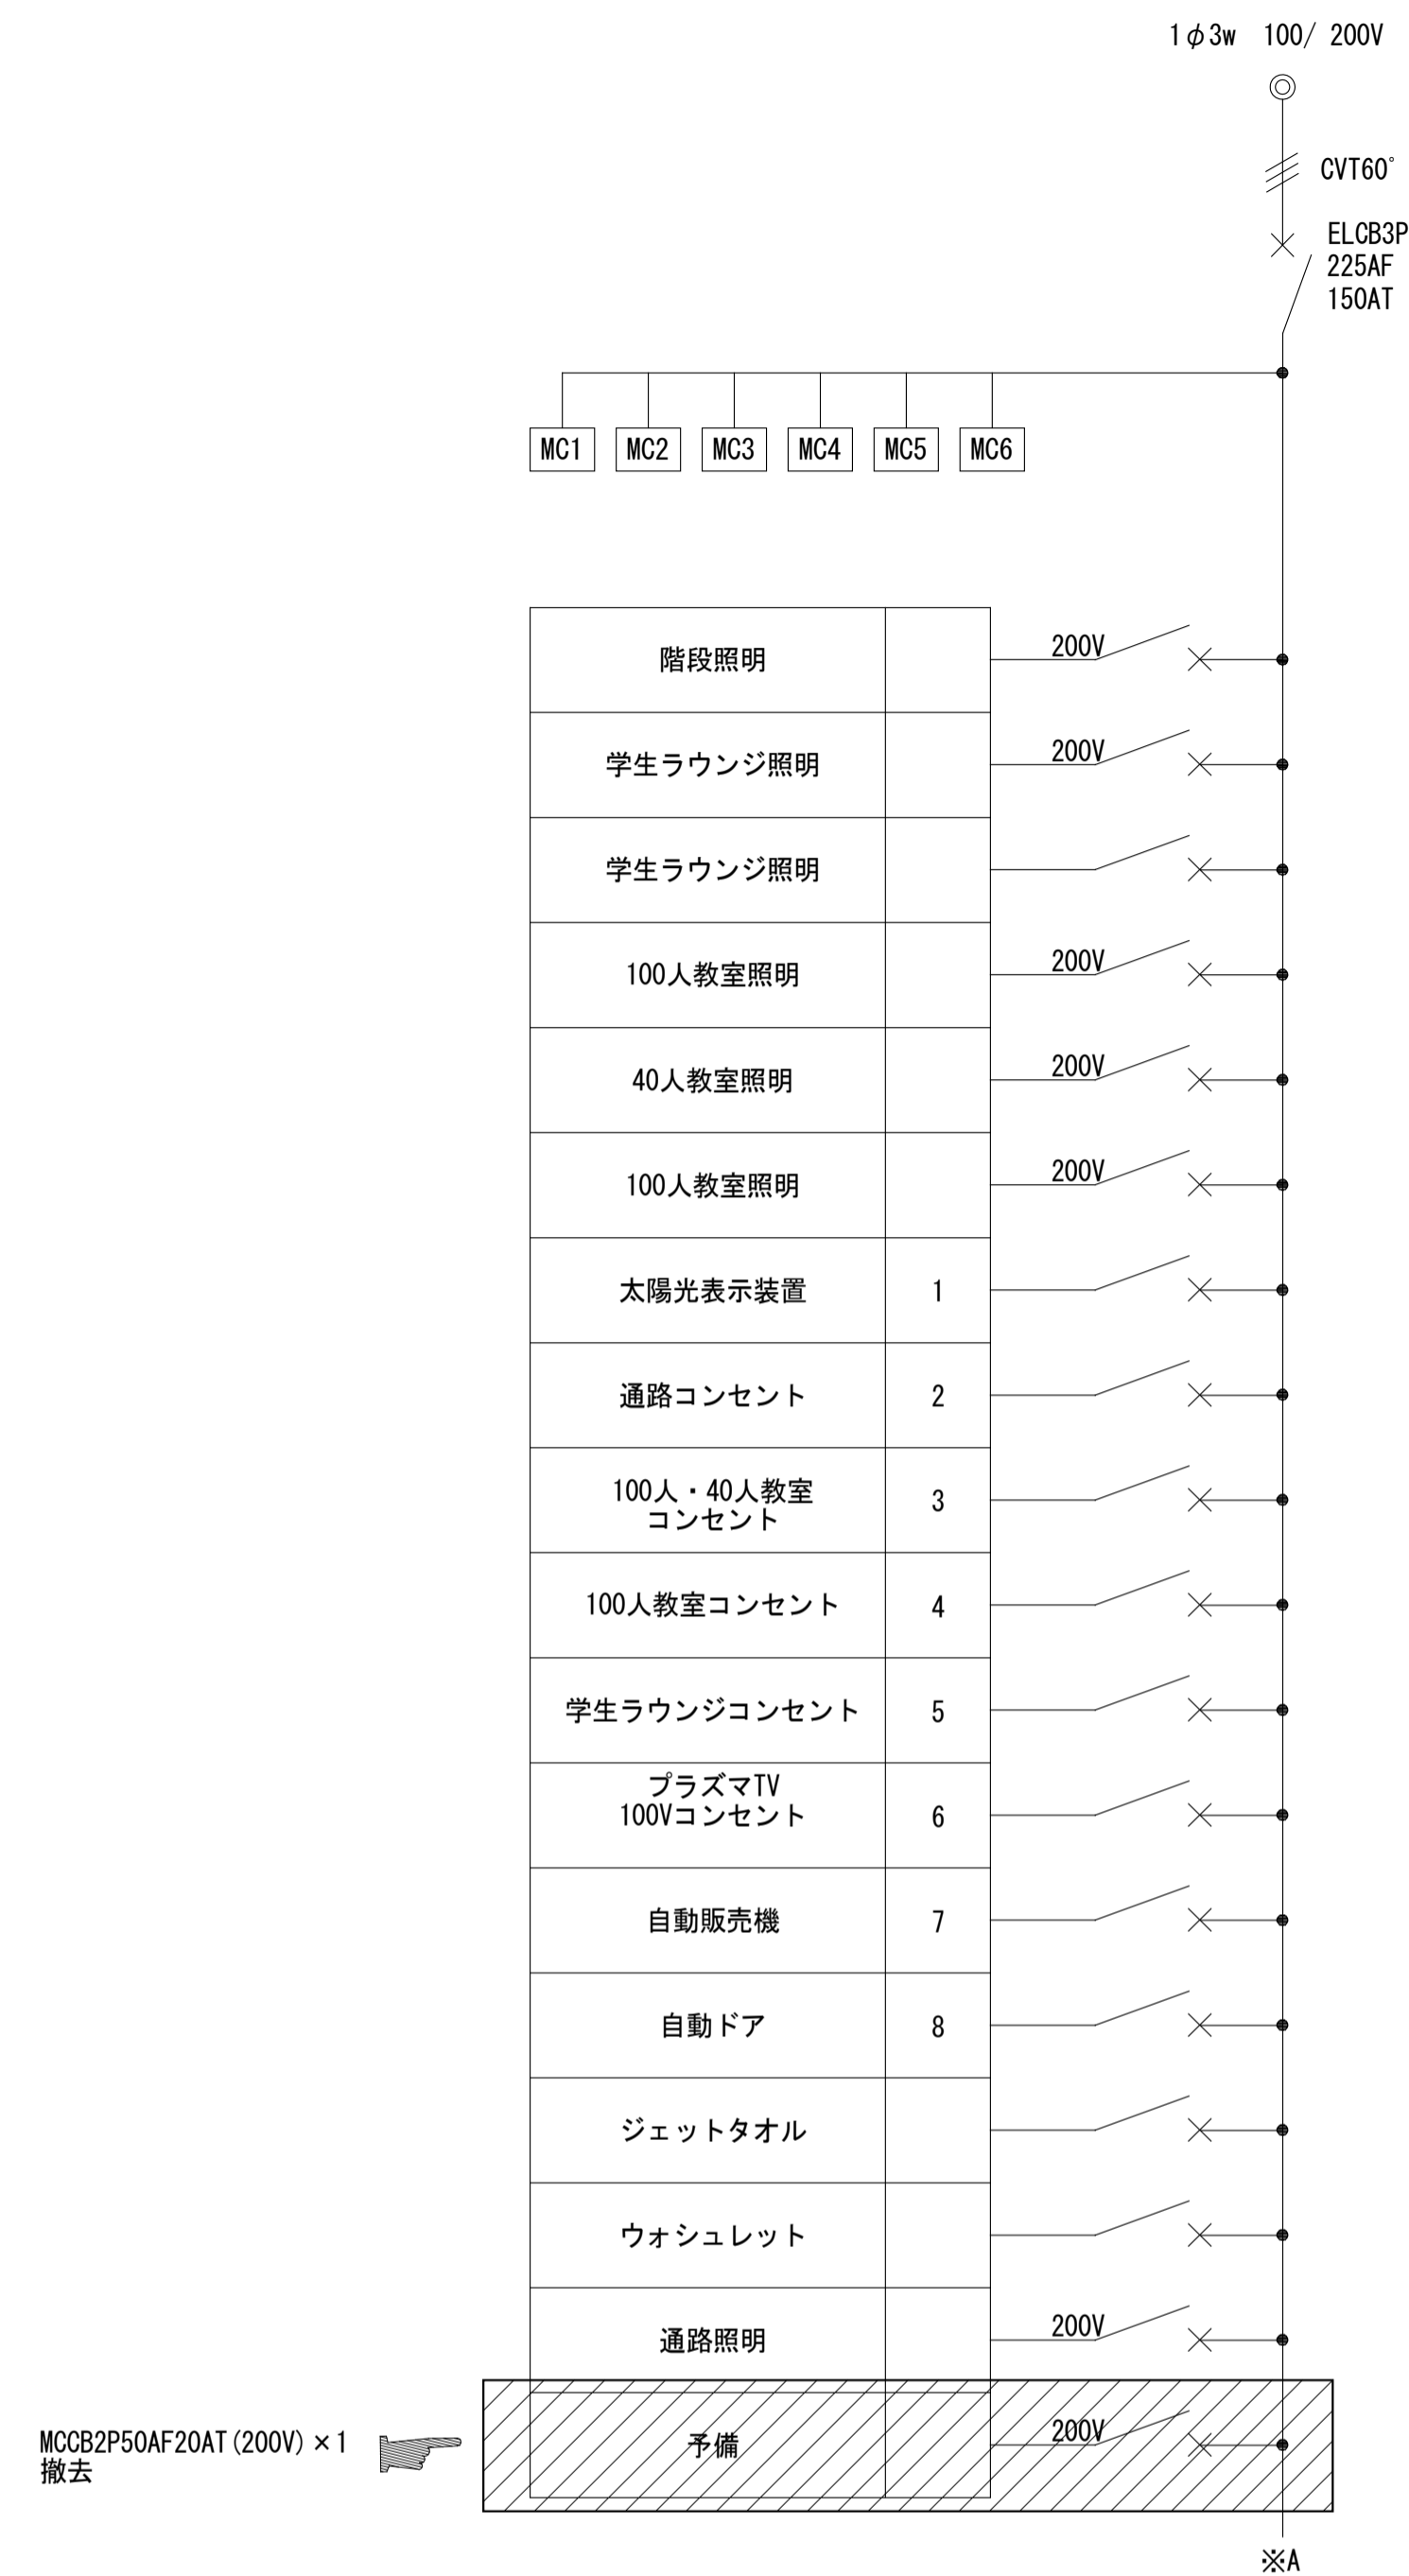 1φ3w 100/ 200V
CVT60°
ELCB3P
225AF
150AT
MC1 MC2 MC3 MC4 MC5 MC6
階段照明 200V
学生ラウンジ照明 200V
学生ラウンジ照明
100人教室照明 200V
40人教室照明 200V
100人教室照明 200V
太陽光表示装置 1
通路コンセント 2
100人・40人教室
コンセント 3
100人教室コンセント 4
学生ラウンジコンセント 5
プラズマTV
100Vコンセント 6
自動販売機 7
自動ドア 8
ジェットタオル
ウォシュレット
通路照明 200V
予備 200V
MCCB2P50AF20AT(200V)×1
撤去
※A